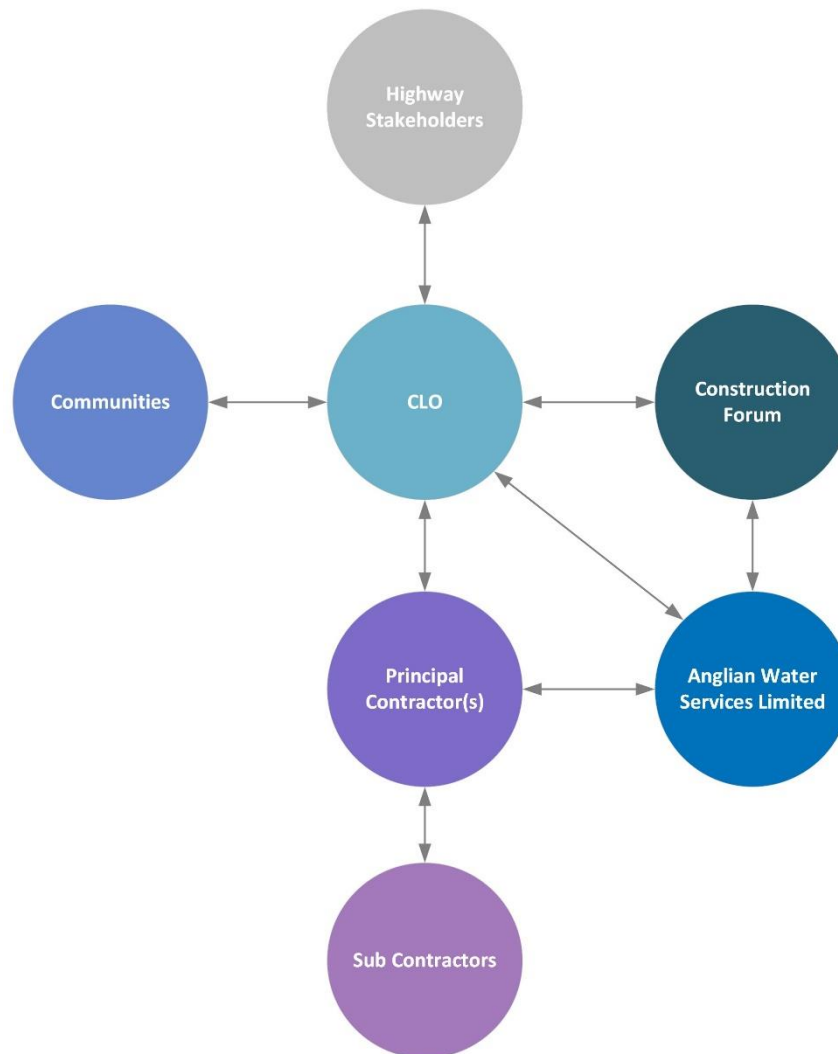 Highway
Stakeholders
Communities
CLO
Construction
Forum
Principal
Contractor(s)
Anglian Water
Services Limited
Sub Contractors